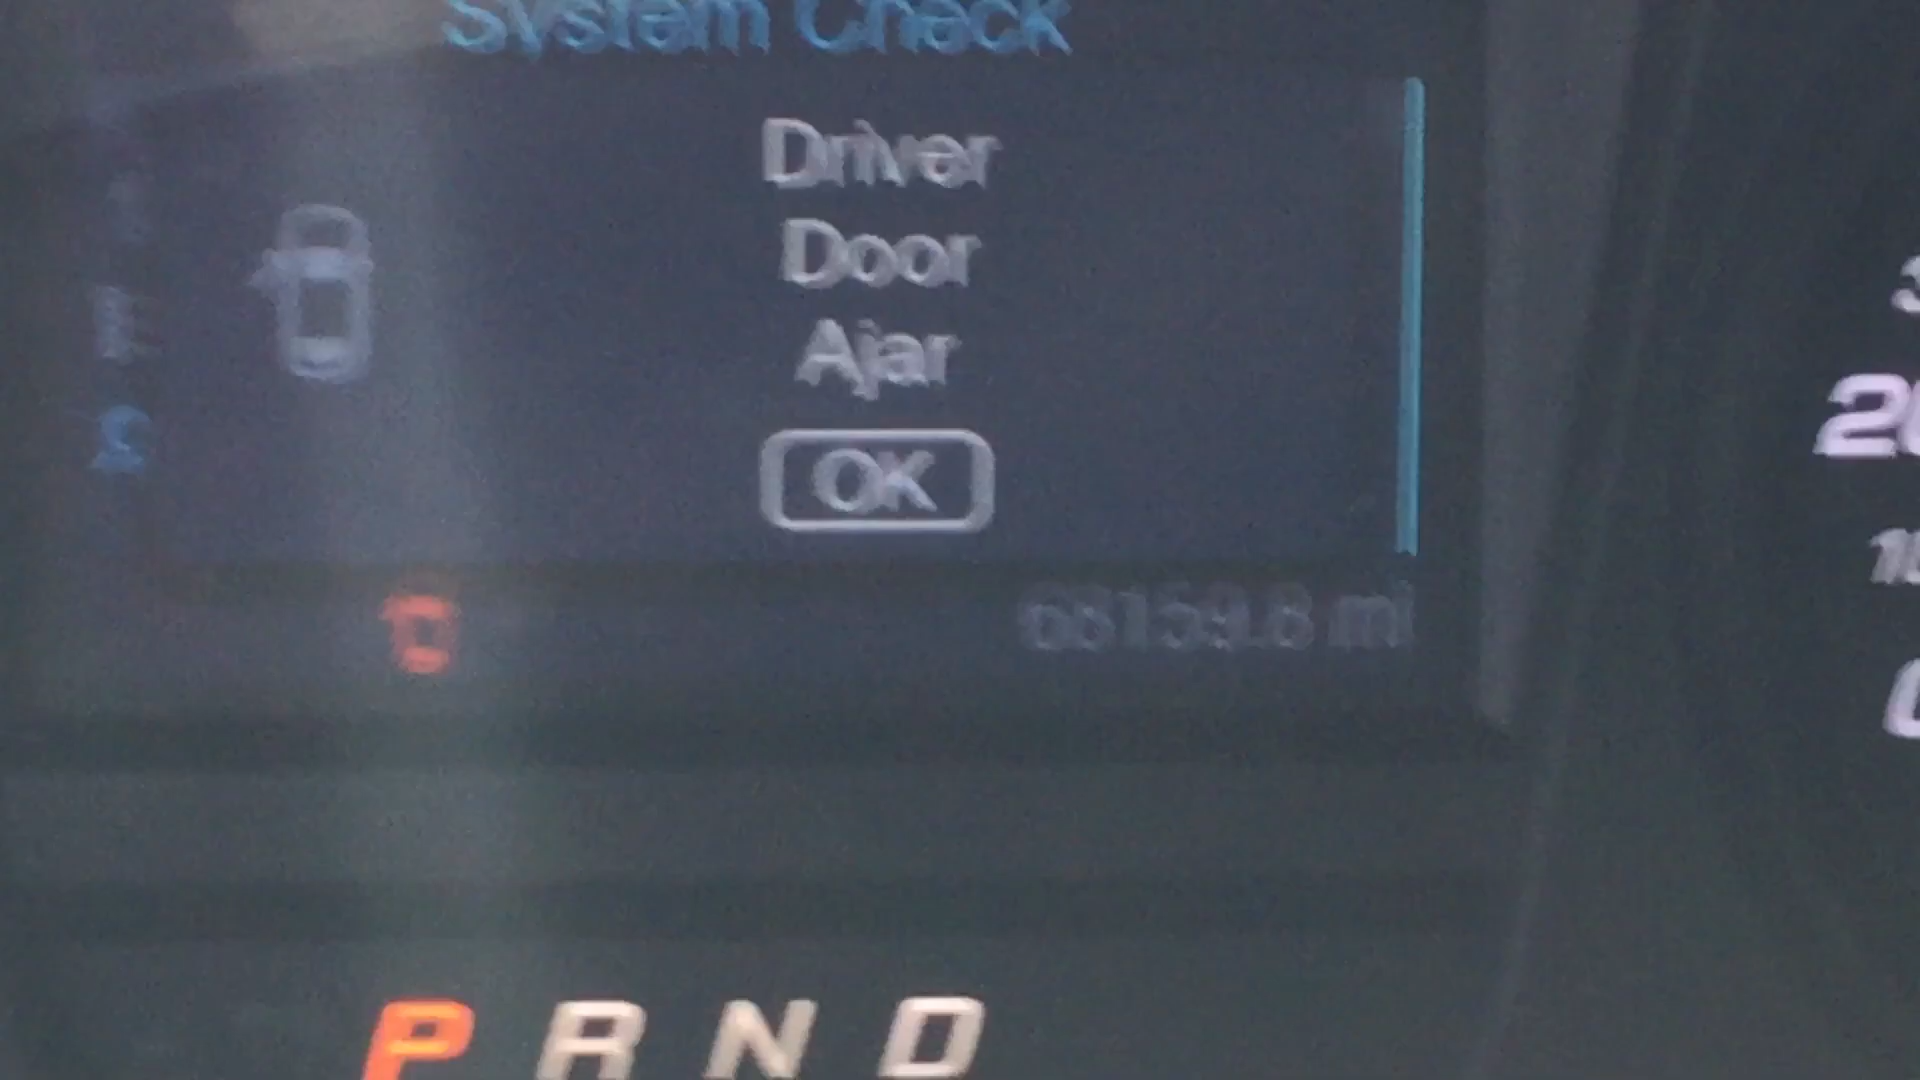 System Check
Driver
Door
Ajar
OK
68159.8 mi
P R N D